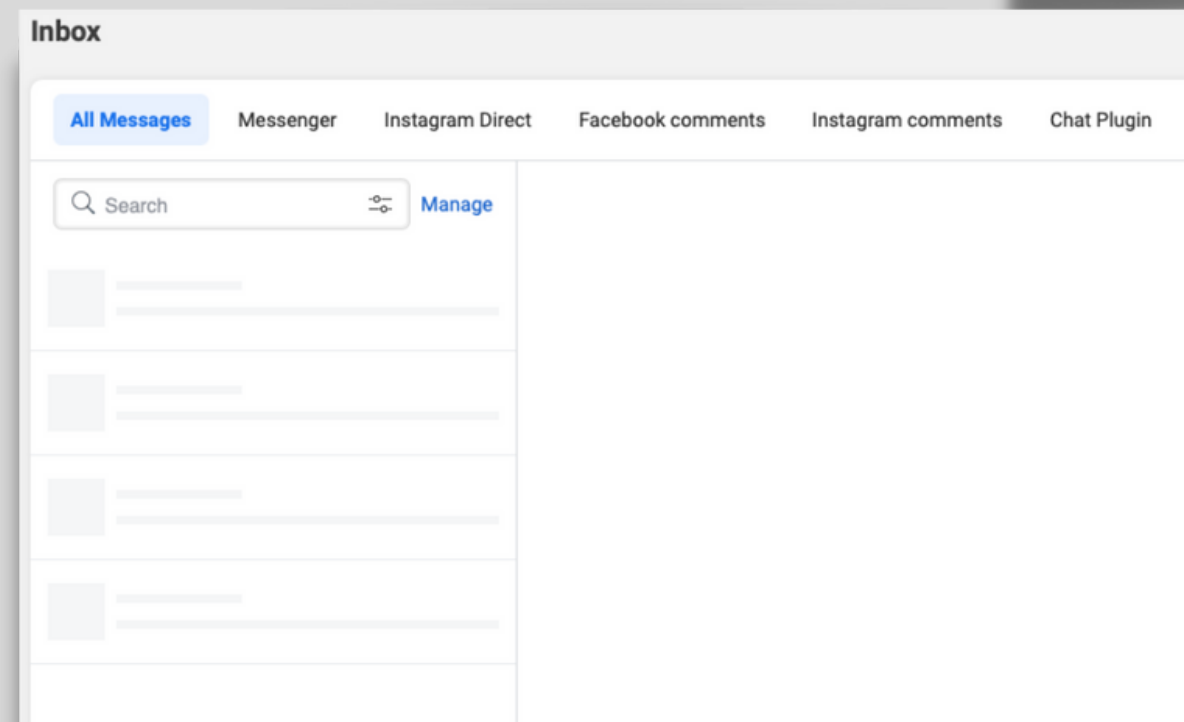 Inbox
All Messages Messenger Instagram Direct Facebook comments Instagram comments Chat Plugin
Search Manage